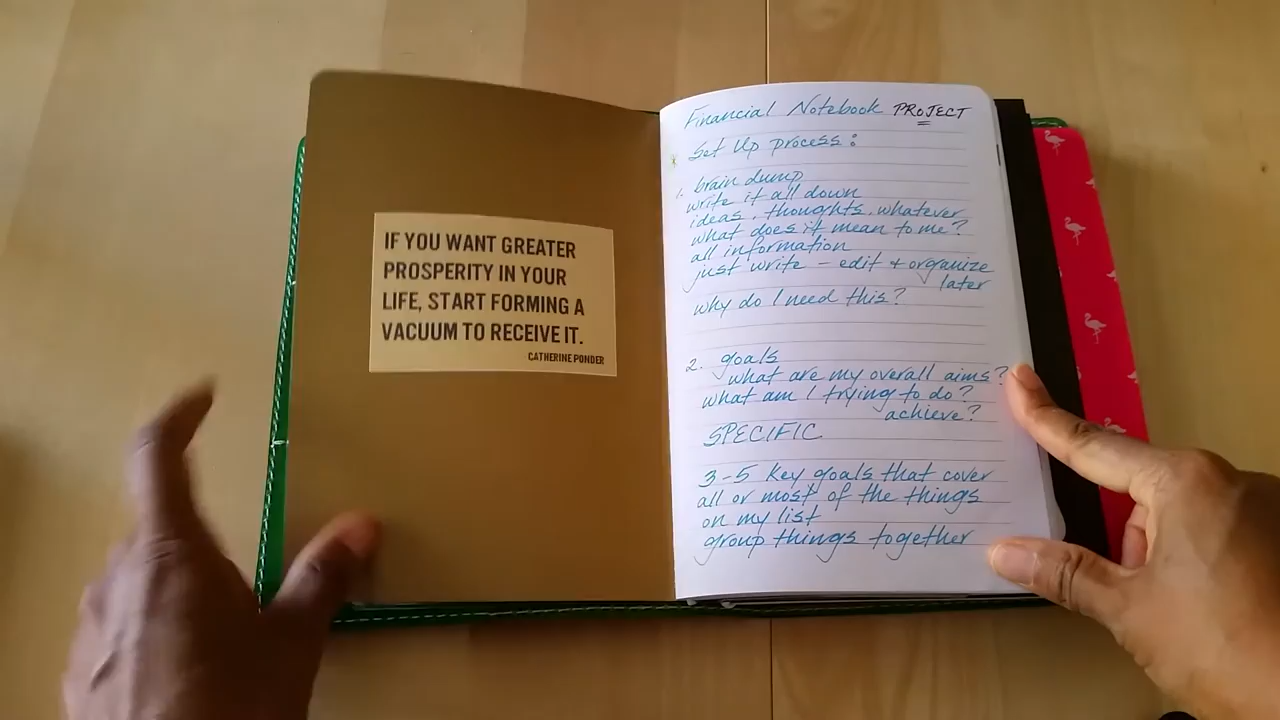 IF YOU WANT GREATER
PROSPERITY IN YOUR
LIFE, START FORMING A
VACUUM TO RECEIVE IT.
CATHERINE PONDER
Financial Notebook PROJECT
Set Up process:
1. brain dump
write it all down
ideas, thoughts, whatever
what does it mean to me?
all information
just write - edit + organize
later
why do I need this?
2. goals
what are my overall aims?
what am I trying to do?
achieve?
SPECIFIC
3-5 key goals that cover
all or most of the things
on my list
group things together